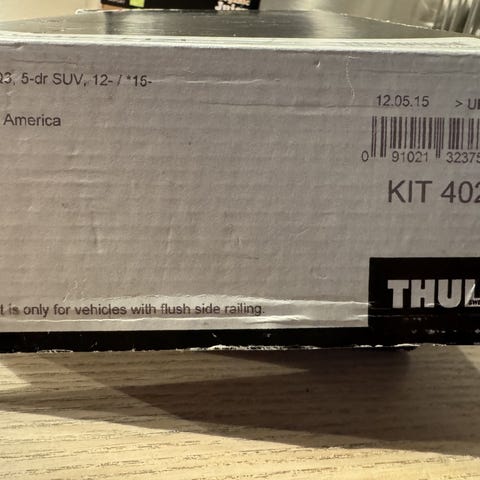 Q3, 5-dr SUV, 12- / *15-
America
12.05.15 > U
0 91021 32375
KIT 402
t is only for vehicles with flush side railing.
THUL